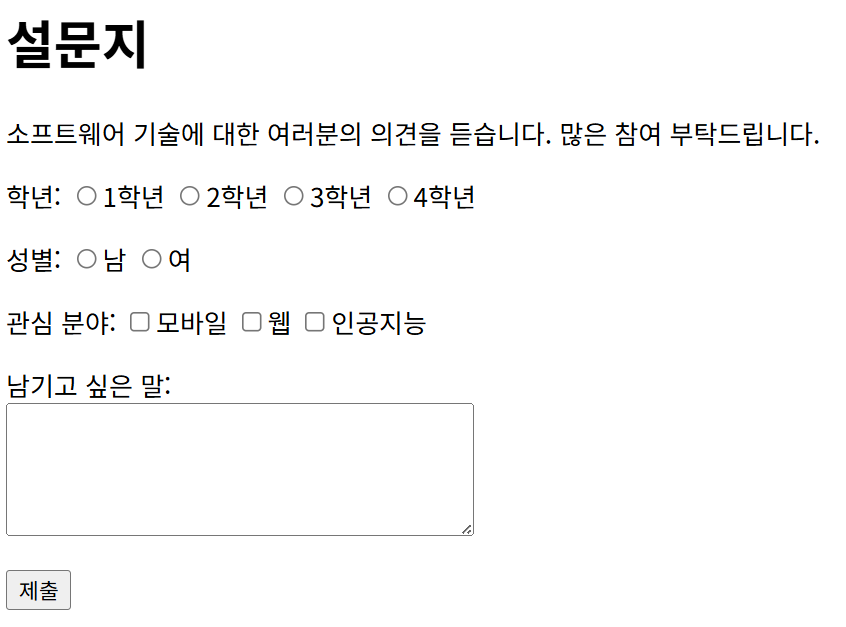 설문지
소프트웨어 기술에 대한 여러분의 의견을 듣습니다. 많은 참여 부탁드립니다.
학년: 1학년 2학년 3학년 4학년
성별: 남 여
관심 분야: 모바일 웹 인공지능
남기고 싶은 말:
제출